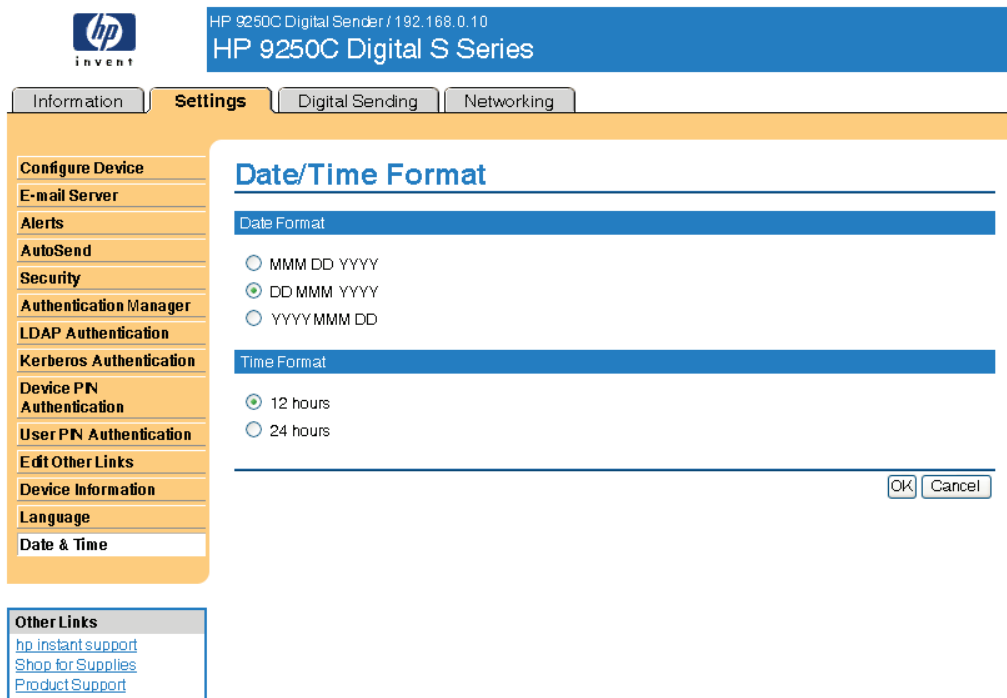 hp
invent
HP 9250C Digital Sender / 192.168.0.10
HP 9250C Digital S Series
Information
Settings
Digital Sending
Networking
Configure Device
E-mail Server
Alerts
AutoSend
Security
Authentication Manager
LDAP Authentication
Kerberos Authentication
Device PIN
Authentication
User PIN Authentication
Edit Other Links
Device Information
Language
Date & Time
Other Links
hp instant support
Shop for Supplies
Product Support
Date/Time Format
Date Format
MMM DD YYYY
DD MMM YYYY
YYYY MMM DD
Time Format
12 hours
24 hours
OK
Cancel